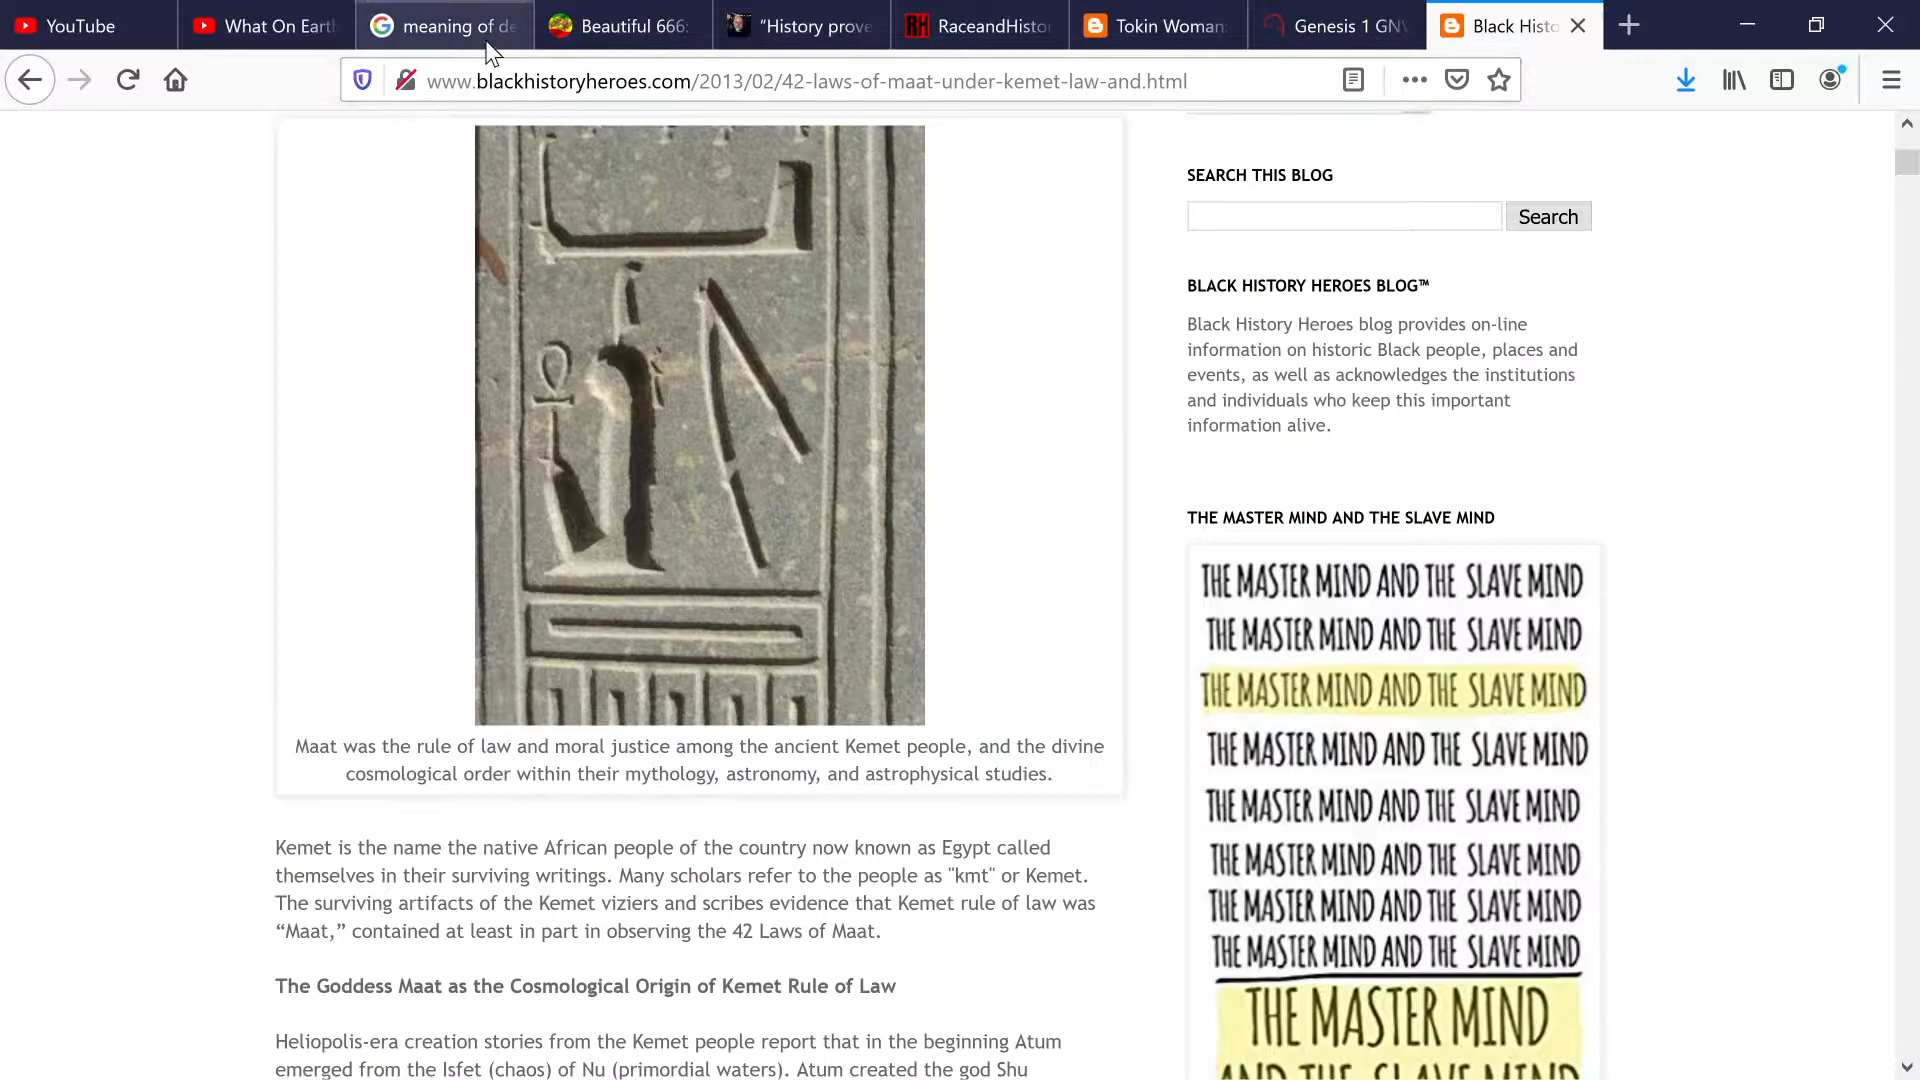 YouTube
What On Eart
meaning of de
Beautiful 666:
"History prove
RaceandHisto
Tokin Woman:
Genesis 1 GN
Black Histo
www.blackhistoryheroes.com/2013/02/42-laws-of-maat-under-kemet-law-and.html
Maat was the rule of law and moral justice among the ancient Kemet people, and the divine
cosmological order within their mythology, astronomy, and astrophysical studies.
Kemet is the name the native African people of the country now known as Egypt called
themselves in their surviving writings. Many scholars refer to the people as "kmt" or Kemet.
The surviving artifacts of the Kemet viziers and scribes evidence that Kemet rule of law was
“Maat,” contained at least in part in observing the 42 Laws of Maat.
The Goddess Maat as the Cosmological Origin of Kemet Rule of Law
Heliopolis-era creation stories from the Kemet people report that in the beginning Atum
emerged from the Isfet (chaos) of Nu (primordial waters). Atum created the god Shu
SEARCH THIS BLOG
Search
BLACK HISTORY HEROES BLOG™
Black History Heroes blog provides on-line
information on historic Black people, places and
events, as well as acknowledges the institutions
and individuals who keep this important
information alive.
THE MASTER MIND AND THE SLAVE MIND
THE MASTER MIND AND THE SLAVE MIND
THE MASTER MIND AND THE SLAVE MIND
THE MASTER MIND AND THE SLAVE MIND
THE MASTER MIND AND THE SLAVE MIND
THE MASTER MIND AND THE SLAVE MIND
THE MASTER MIND AND THE SLAVE MIND
THE MASTER MIND AND THE SLAVE MIND
THE MASTER MIND AND THE SLAVE MIND
THE MASTER MIND
AND THE SLAVE MIND